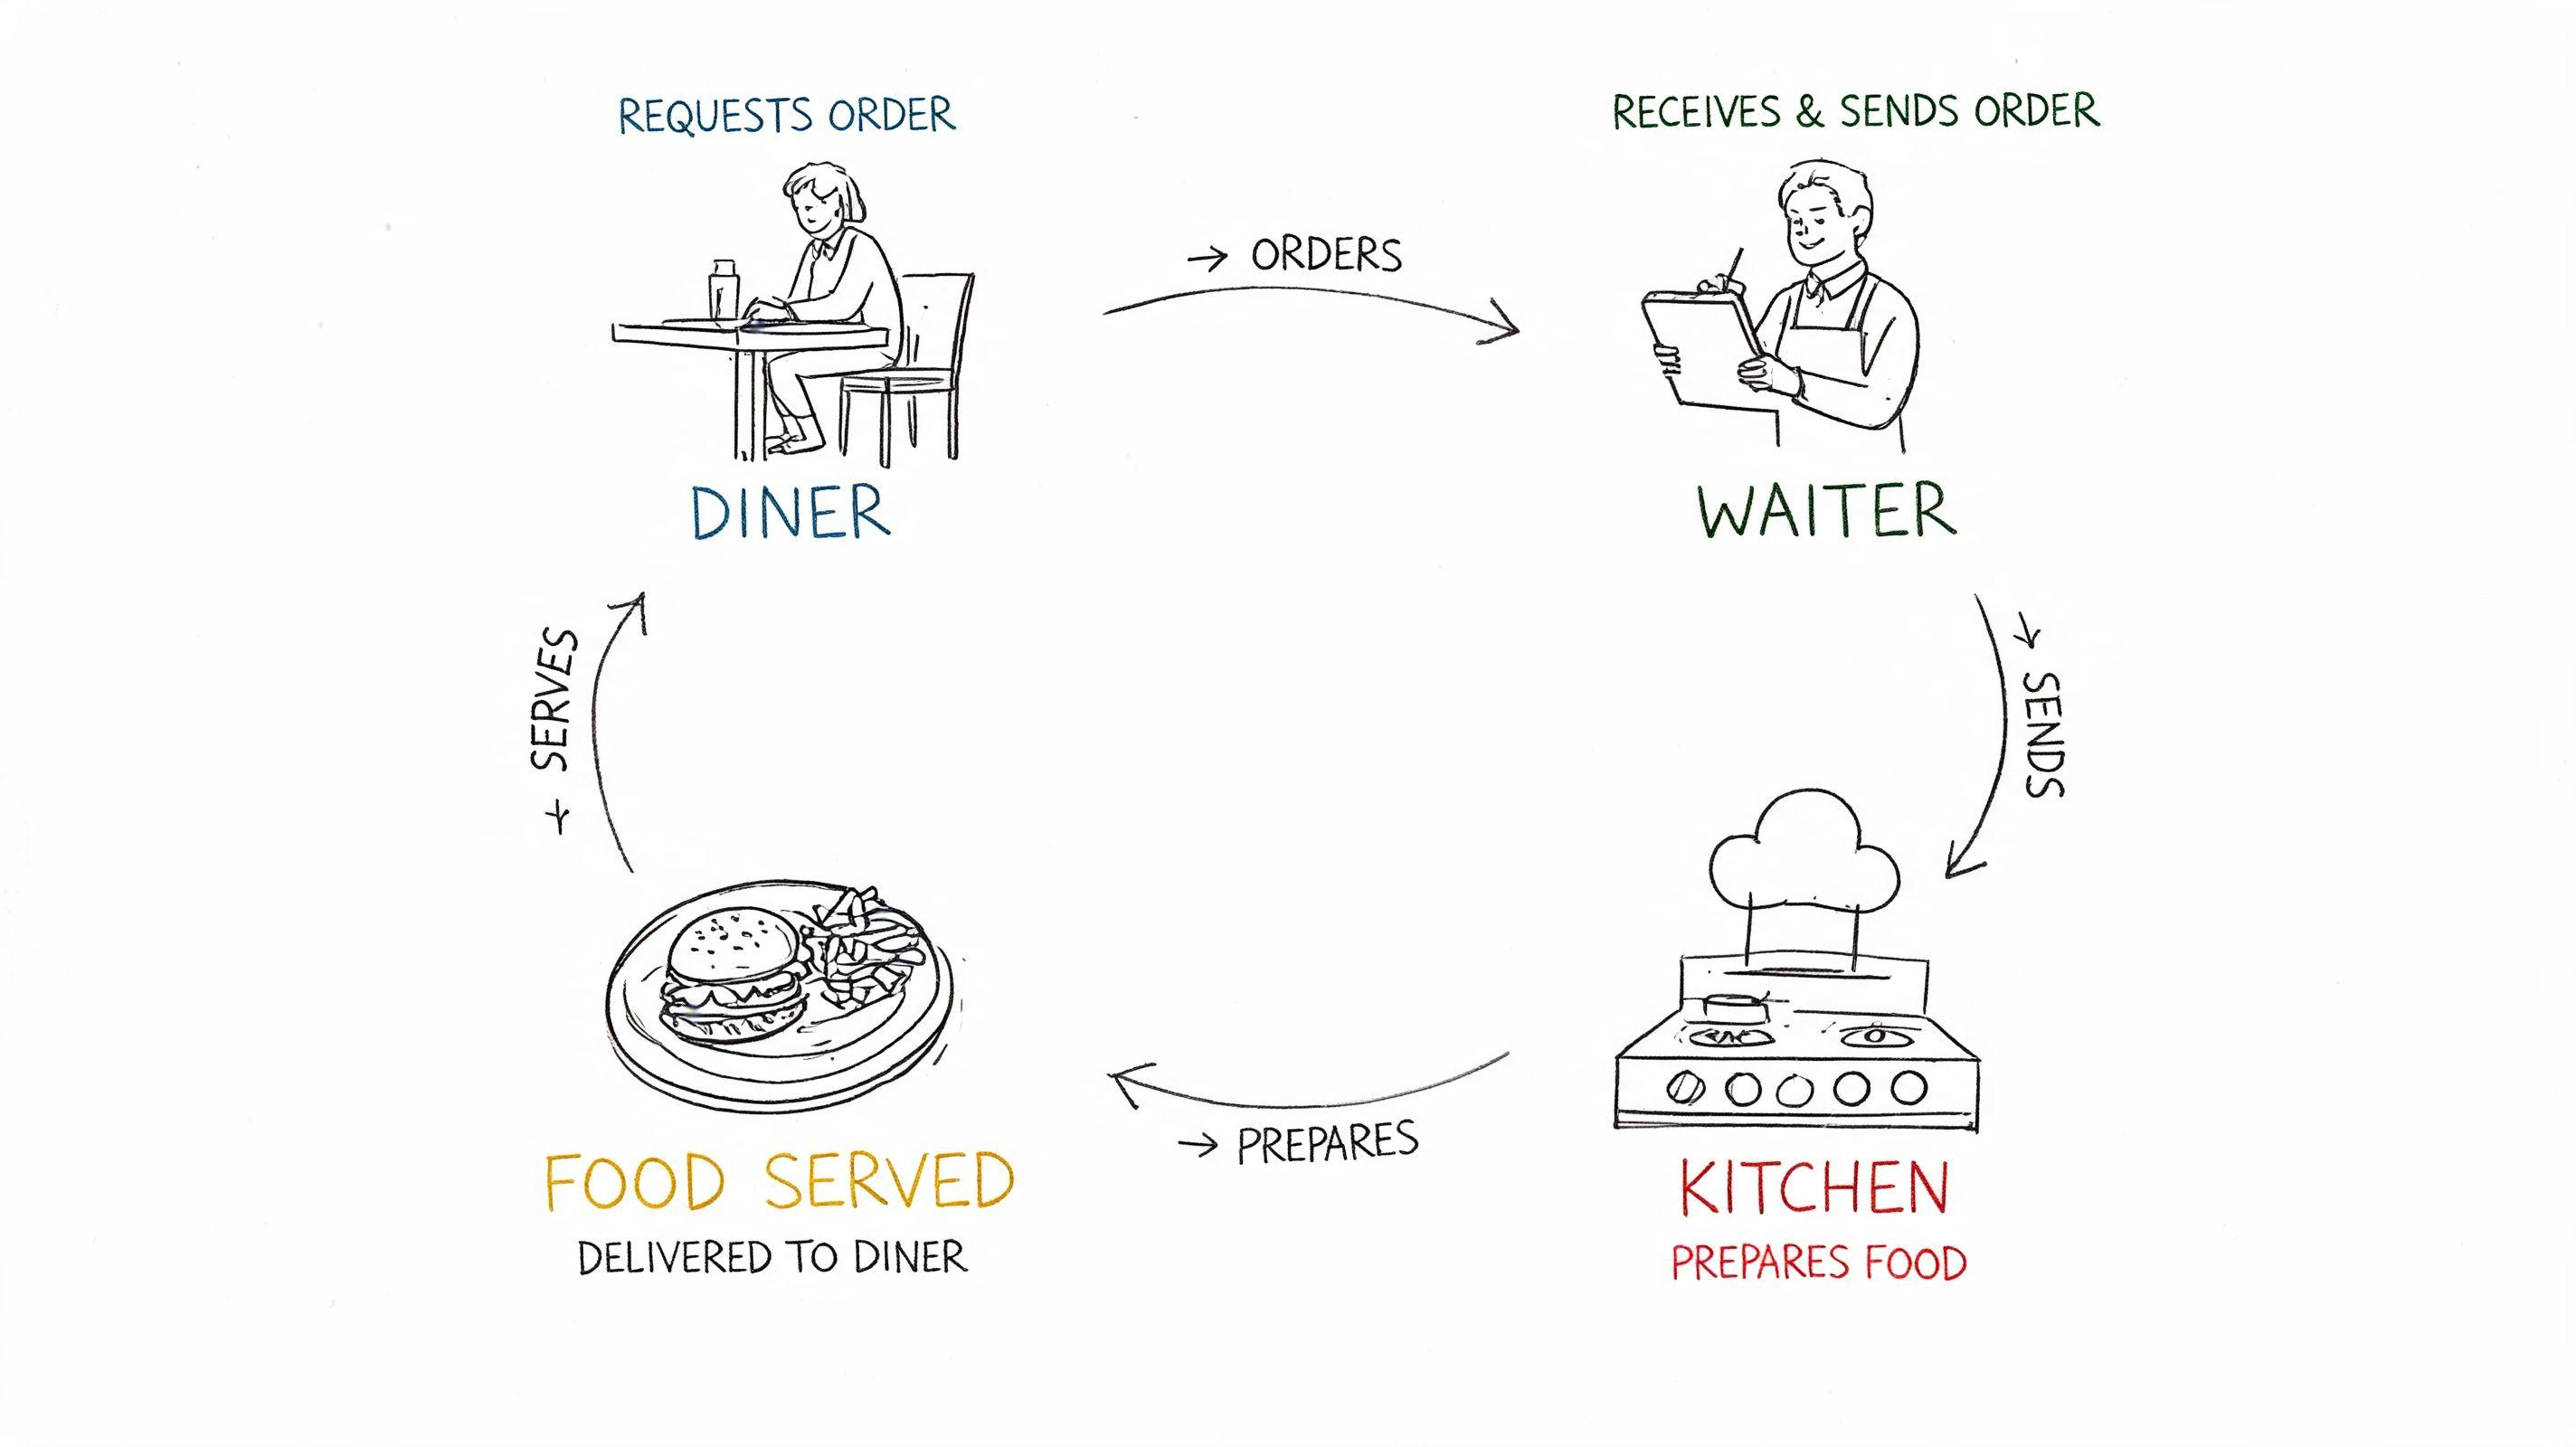 REQUESTS ORDER
RECEIVES & SENDS ORDER
→ ORDERS
DINER
WAITER
→ SERVES
→ SENDS
→ PREPARES
FOOD SERVED
DELIVERED TO DINER
KITCHEN
PREPARES FOOD